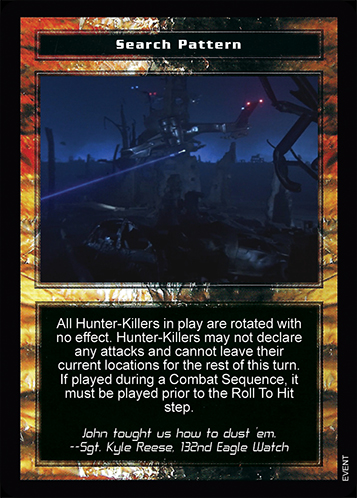 Search Pattern
All Hunter-Killers in play are rotated with
no effect. Hunter-Killers may not declare
any attacks and cannot leave their
current locations for the rest of this turn.
If played during a Combat Sequence, it
must be played prior to the Roll To Hit
step.
John tought us how to dust 'em.
--Sgt. Kyle Reese, 132nd Eagle Watch
EVENT